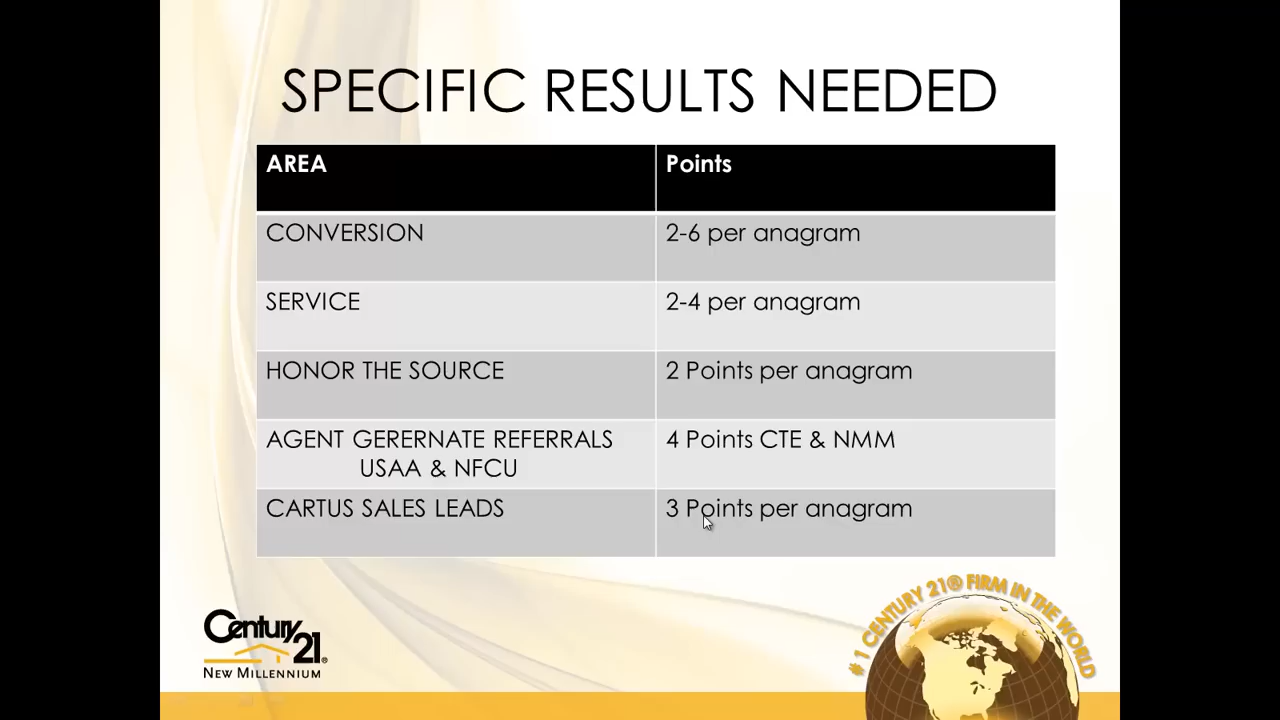 SPECIFIC RESULTS NEEDED
AREA Points
CONVERSION 2-6 per anagram
SERVICE 2-4 per anagram
HONOR THE SOURCE 2 Points per anagram
AGENT GERERNATE REFERRALS 4 Points CTE & NMM
USAA & NFCU
CARTUS SALES LEADS 3 Points per anagram
# 1 CENTURY 21® FIRM IN THE WORLD
Century
21®
NEW MILLENNIUM